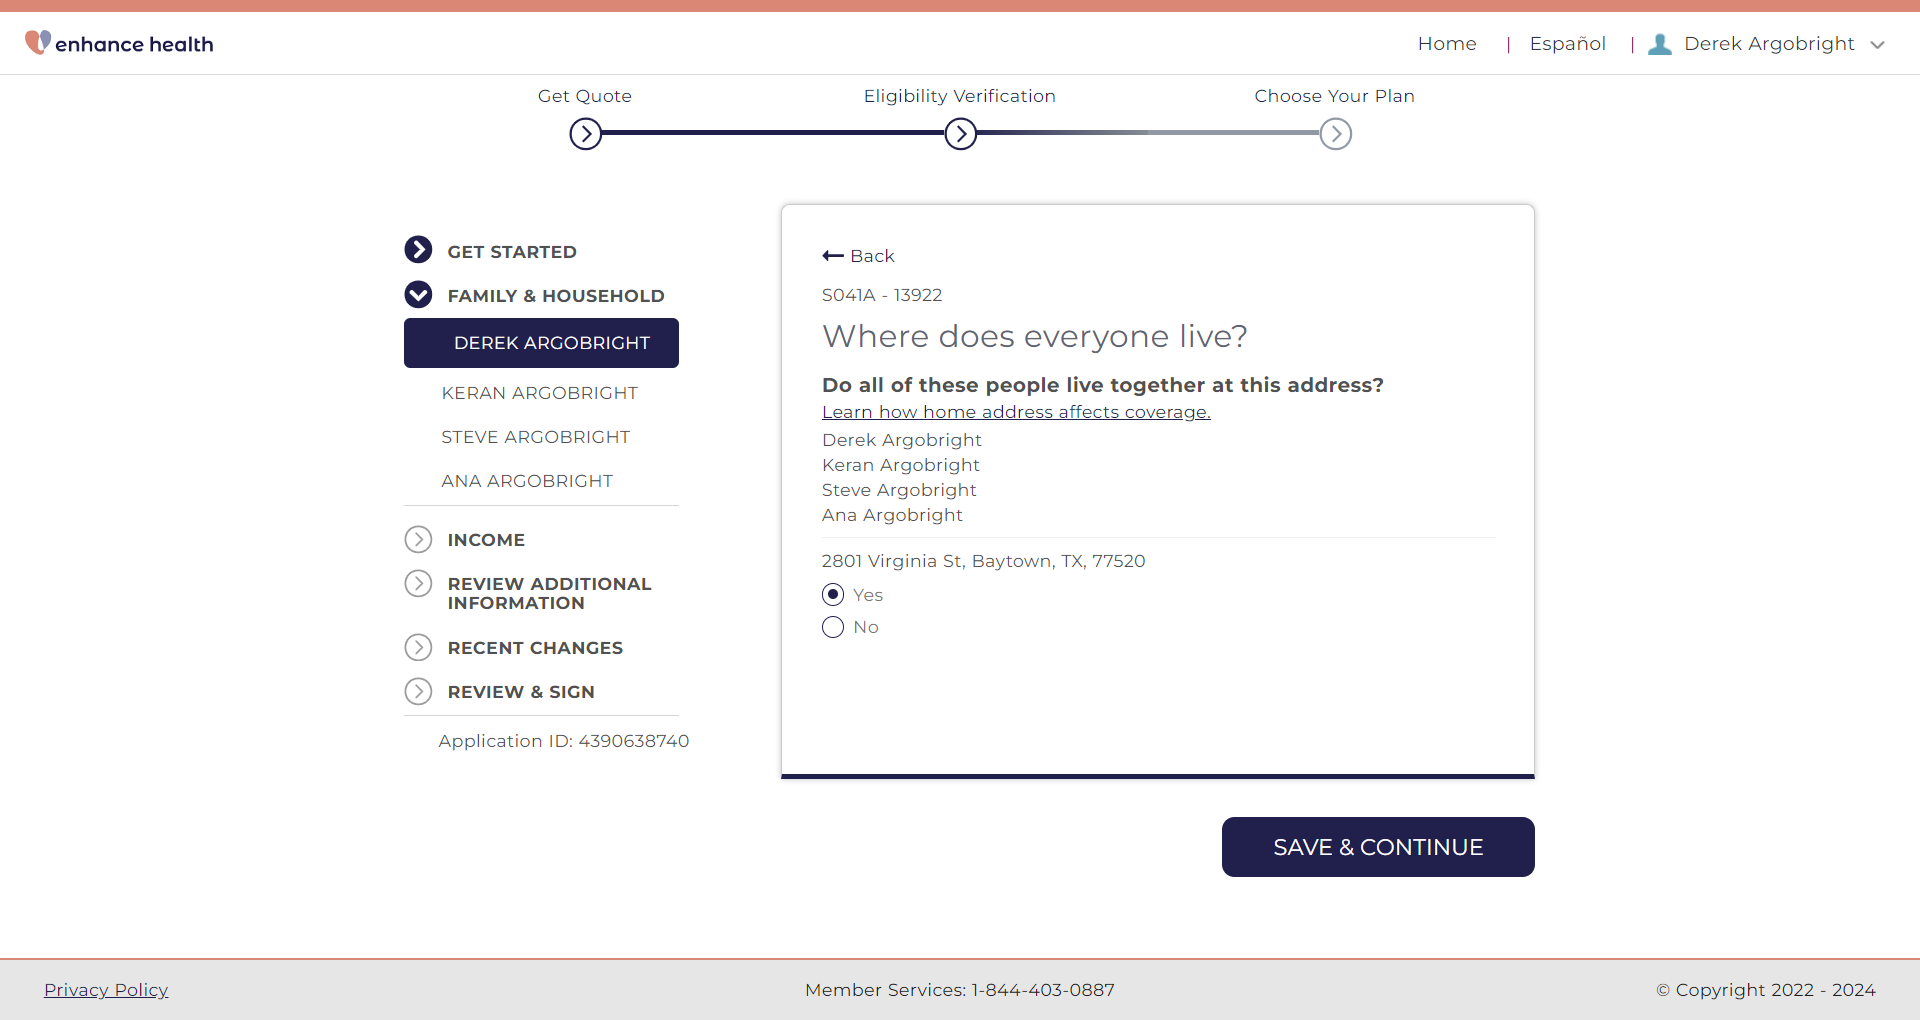 enhance health
Home | Español | Derek Argobright
Get Quote
Eligibility Verification
Choose Your Plan
GET STARTED
FAMILY & HOUSEHOLD
DEREK ARGOBRIGHT
KERAN ARGOBRIGHT
STEVE ARGOBRIGHT
ANA ARGOBRIGHT
INCOME
REVIEW ADDITIONAL
INFORMATION
RECENT CHANGES
REVIEW & SIGN
Application ID: 4390638740
Back
S041A - 13922
Where does everyone live?
Do all of these people live together at this address?
Learn how home address affects coverage.
Derek Argobright
Keran Argobright
Steve Argobright
Ana Argobright
2801 Virginia St, Baytown, TX, 77520
Yes
No
SAVE & CONTINUE
Privacy Policy
Member Services: 1-844-403-0887
© Copyright 2022 - 2024